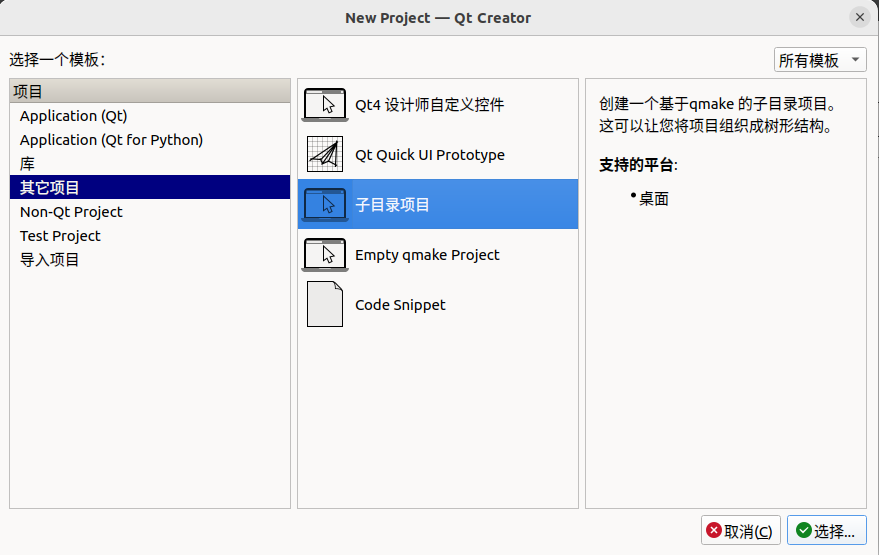 New Project — Qt Creator
选择一个模板：
所有模板
项目
Application (Qt)
Application (Qt for Python)
库
其它项目
Non-Qt Project
Test Project
导入项目
Qt4 设计师自定义控件
Qt Quick UI Prototype
子目录项目
Empty qmake Project
Code Snippet
创建一个基于qmake 的子目录项目。
这可以让您将项目组织成树形结构。
支持的平台:
•桌面
取消(C)
选择...